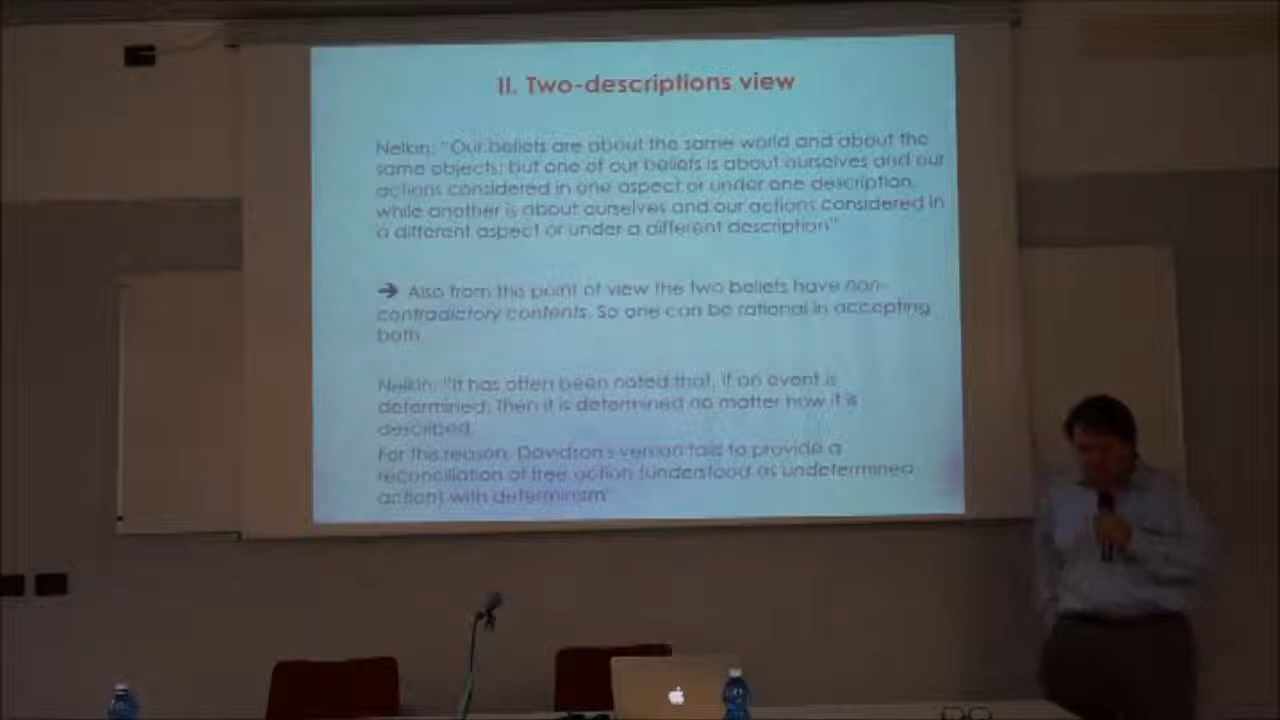 II. Two-descriptions view
Nelkin: "Our beliefs are about the same world and about the
same objects; but one of our beliefs is about ourselves and our
actions considered in one aspect or under one description,
while another is about ourselves and our actions considered in
a different aspect or under a different description"
➔ Also from this point of view the two beliefs have non-
contradictory contents. So one can be rational in accepting
both
Nelkin: "It has often been noted that, if an event is
determined, then it is determined no matter how it is
described.
For this reason, Davidson's version fails to provide a
reconciliation of free action (understood as undetermined
action) with determinism"